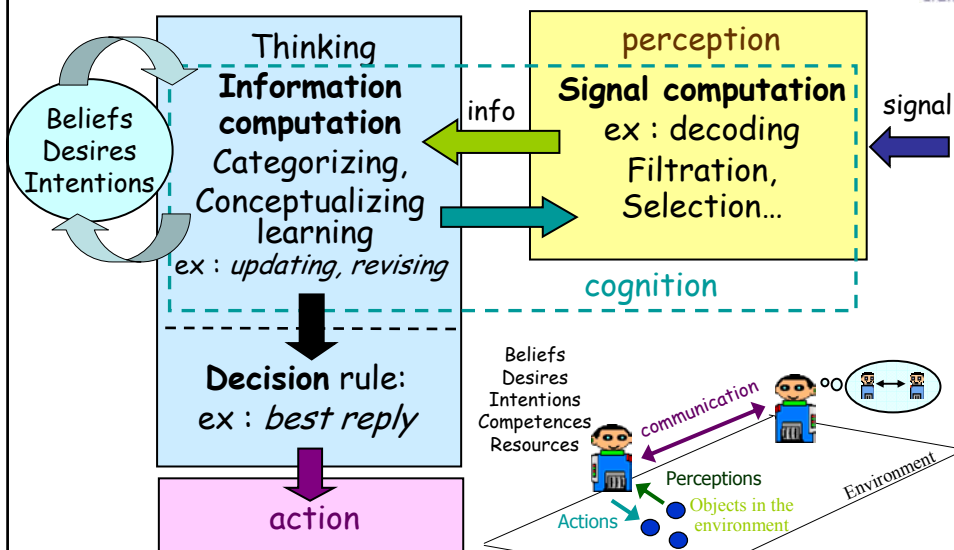 Thinking
Information
computation
Categorizing,
Conceptualizing
learning
ex : updating, revising
Beliefs
Desires
Intentions
info
perception
Signal computation
ex : decoding
Filtration,
Selection…
signal
cognition
Decision rule:
ex : best reply
action
Beliefs
Desires
Intentions
Competences
Resources
communication
Perceptions
Actions
Objects in the
environment
Environment